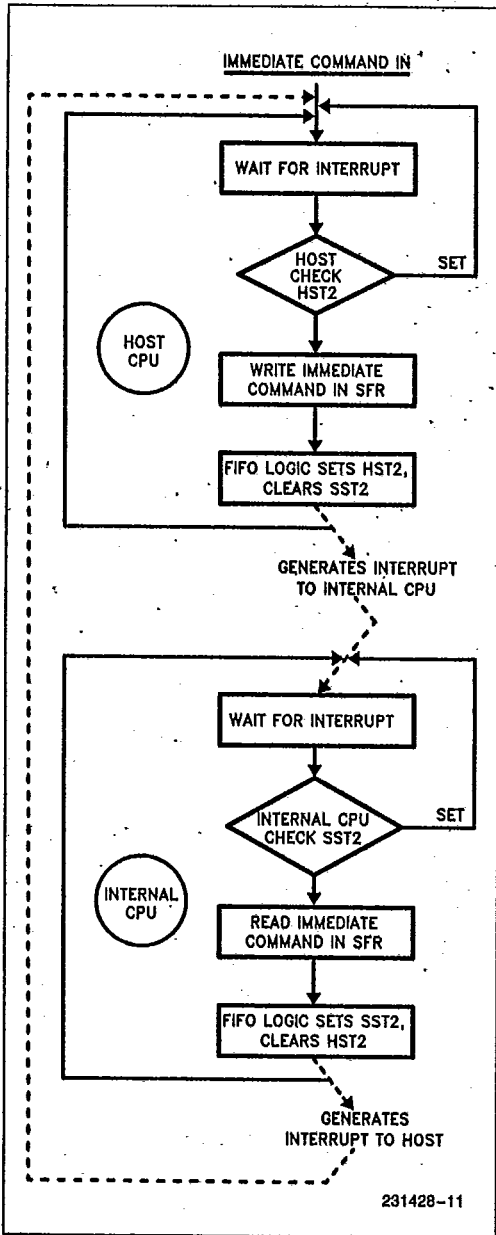 IMMEDIATE COMMAND IN
WAIT FOR INTERRUPT
HOST
CHECK
HST2
SET
HOST
CPU
WRITE IMMEDIATE
COMMAND IN SFR
FIFO LOGIC SETS HST2,
CLEARS SST2
GENERATES INTERRUPT
TO INTERNAL CPU
WAIT FOR INTERRUPT
INTERNAL CPU
CHECK SST2
SET
INTERNAL
CPU
READ IMMEDIATE
COMMAND IN SFR
FIFO LOGIC SETS SST2,
CLEARS HST2
GENERATES
INTERRUPT TO HOST
231428-11